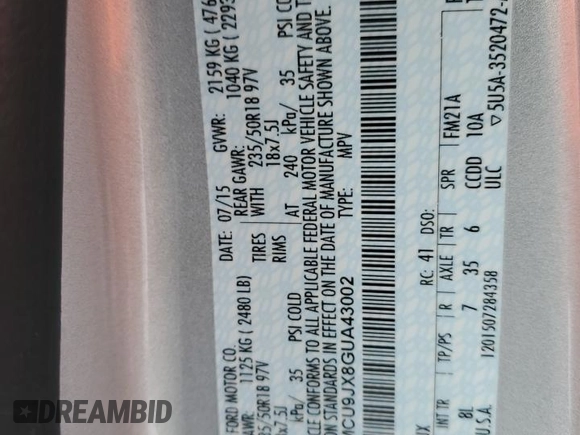 FORD MOTOR CO.
DATE: 07/15 GVWR: 2159 KG ( 476
GAWR: 1125 KG ( 2480 LB) REAR GAWR: 1040 KG ( 2293
35/50R18 97V TIRES WITH 235/50R18 97V
8x7.5J RIMS 18x7.5J
kPa/ 35 PSI COLD AT 240 kPa/ 35 PSI COL
CLE CONFORMS TO ALL APPLICABLE FEDERAL MOTOR VEHICLE SAFETY AND T
ON STANDARDS IN EFFECT ON THE DATE OF MANUFACTURE SHOWN ABOVE.
MCU9JX8GUA43002 TYPE: MPV
UX RC: 41 DSO:
INT TR TP/PS R AXLE TR SPR FM21A
8L 7 35 6 CCDD 10A
U.S.A. 1201507284358 ULC ▽5U5A-3520472-
DREAMBID